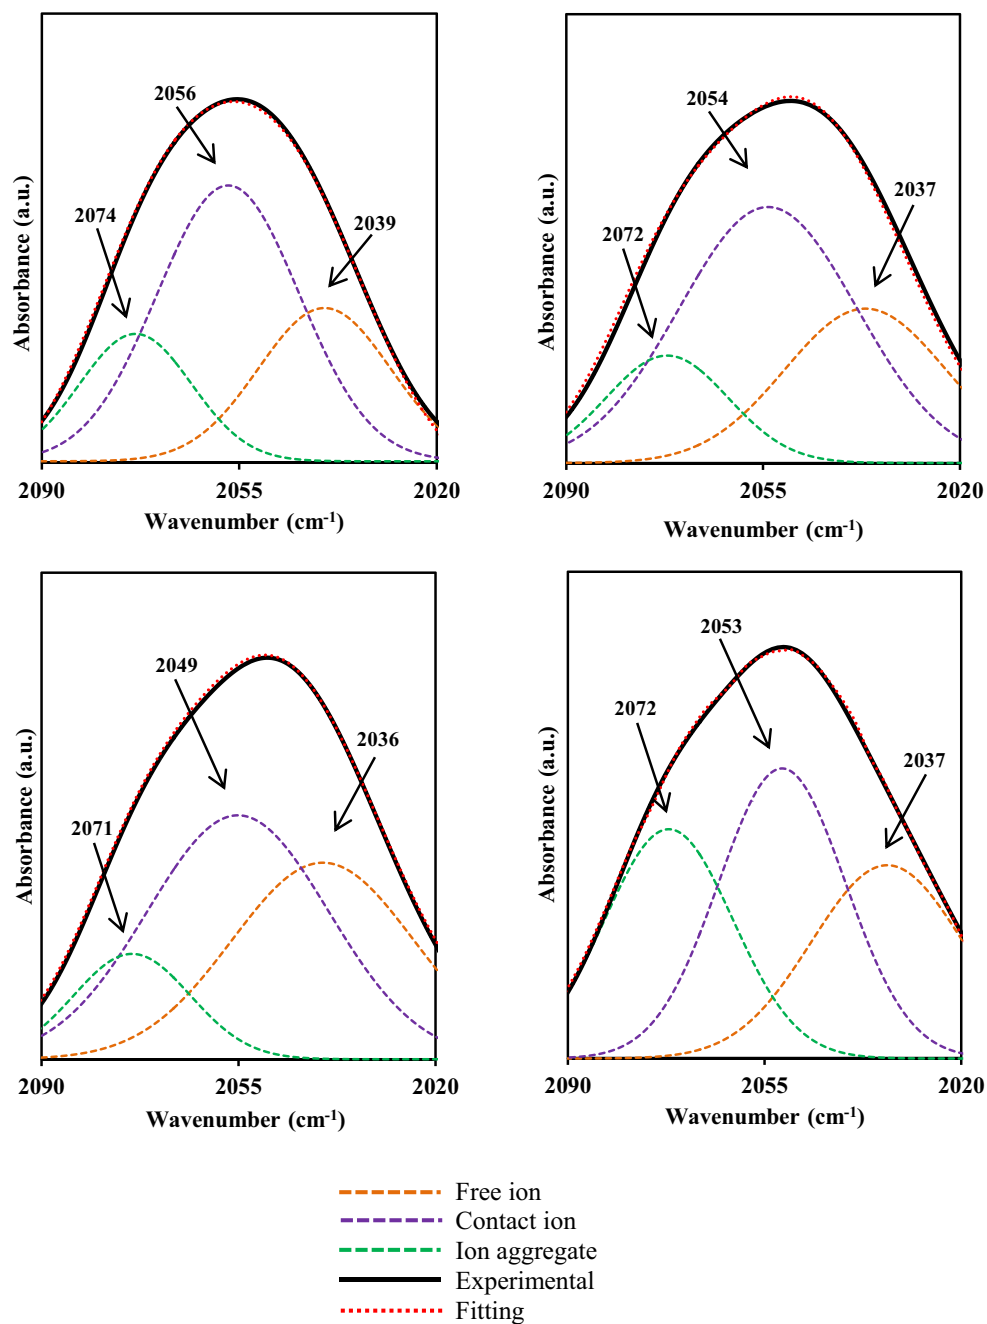 2056
2074
2039
Absorbance (a.u.)
2090
2055
2020
Wavenumber (cm-1)
2054
2072
2037
Absorbance (a.u.)
2090
2055
2020
Wavenumber (cm-1)
2049
2036
2071
Absorbance (a.u.)
2090
2055
2020
Wavenumber (cm-1)
2053
2072
2037
Absorbance (a.u.)
2090
2055
2020
Wavenumber (cm-1)
Free ion
Contact ion
Ion aggregate
Experimental
Fitting